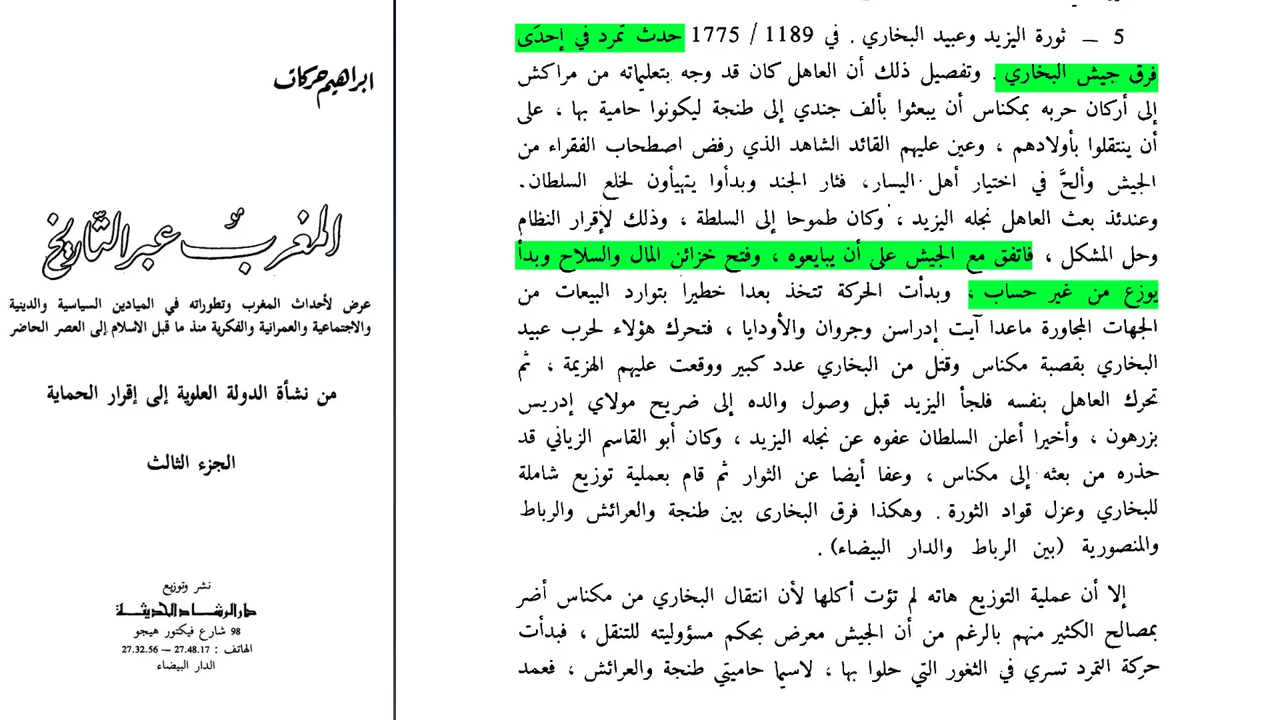 ابراهيم حركات
المغرب عبر التّاريخ
عرض لأحداث المغرب وتطوراته في الميادين السياسية والدينية
والاجتماعية والعمرانية والفكرية منذ ما قبل الاسلام إلى العصر الحاضر
من نشأة الدولة العلوية إلى إقرار الحماية
الجزء الثالث
نشر وتوزيع
دار الرشاد الحديثة
98 شارع فيكتور هيجو
الهاتف : 27.48.17 — 27.32.56
الدار البيضاء
5 — ثورة اليزيد وعبيد البخاري . في 1189 / 1775 حدث تمرد في إحدى
فرق جيش البخاري . وتفصيل ذلك أن العاهل كان قد وجه بتعليماته من مراكش
إلى أركان حربه بمكناس أن يبعثوا بألف جندي إلى طنجة ليكونوا حامية بها ، على
أن ينتقلوا بأولادهم ، وعين عليهم القائد الشاهد الذي رفض اصطحاب الفقراء من
الجيش وألحَّ في اختيار أهل اليسار، فثار الجند وبدأوا يتهيأون لخلع السلطان.
وعندئذ بعث العاهل نجله اليزيد ، وكان طموحا إلى السلطة ، وذلك لإقرار النظام
وحل المشكل ، فاتفق مع الجيش على أن يبايعوه ، وفتح خزائن المال والسلاح وبدأ
يوزع من غير حساب ، وبدأت الحركة تتخذ بعدا خطيرا بتوارد البيعات من
الجهات المجاورة ماعدا آيت إدراسن وجروان والأودايا ، فتحرك هؤلاء لحرب عبيد
البخاري بقصبة مكناس وقتل من البخاري عدد كبير ووقعت عليهم الهزيمة ، ثم
تحرك العاهل بنفسه فلجأ اليزيد قبل وصول والده إلى ضريح مولاي إدريس
بزرهون ، وأخيرا أعلن السلطان عفوه عن نجله اليزيد ، وكان أبو القاسم الزياني قد
حذره من بعثه إلى مكناس ، وعفا أيضا عن الثوار ثم قام بعملية توزيع شاملة
للبخاري وعزل قواد الثورة . وهكذا فرق البخارى بين طنجة والعرائش والرباط
والمنصورية (بين الرباط والدار البيضاء) .
إلا أن عملية التوزيع هاته لم تؤت أكلها لأن انتقال البخاري من مكناس أضر
بمصالح الكثير منهم بالرغم من أن الجيش معرض بحكم مسؤوليته للتنقل ، فبدأت
حركة التمرد تسري في الثغور التي حلوا بها ، لاسيما حاميتي طنجة والعرائش ، فعمد